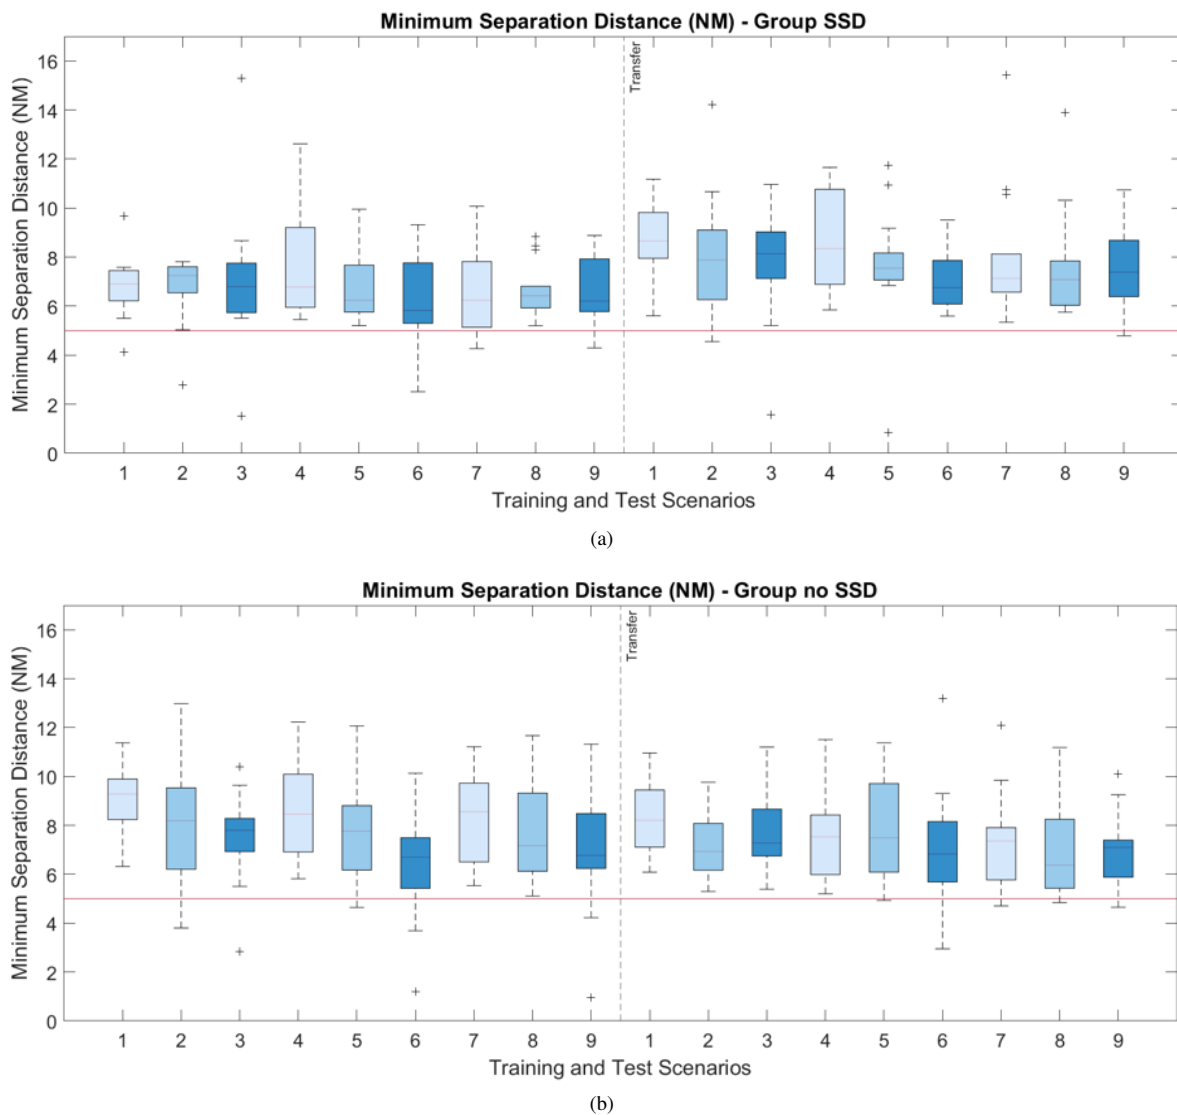 Minimum Separation Distance (NM) - Group SSD
Minimum Separation Distance (NM)
16
14
12
10
8
6
4
2
0
Transfer
1 2 3 4 5 6 7 8 9 1 2 3 4 5 6 7 8 9
Training and Test Scenarios
(a)
Minimum Separation Distance (NM) - Group no SSD
Minimum Separation Distance (NM)
16
14
12
10
8
6
4
2
0
Transfer
1 2 3 4 5 6 7 8 9 1 2 3 4 5 6 7 8 9
Training and Test Scenarios
(b)